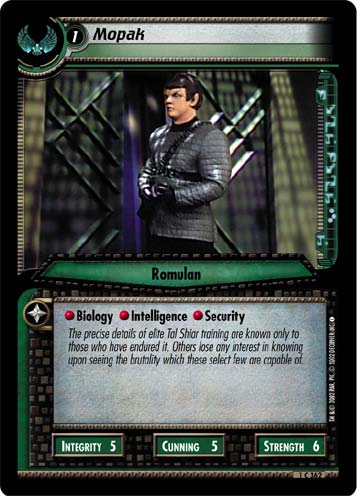 1 Mopak
Romulan
Biology Intelligence Security
The precise details of elite Tal Shiar training are known only to
those who have endured it. Others lose any interest in knowing
upon seeing the brutality which these select few are capable of.
INTEGRITY 5 CUNNING 5 STRENGTH 6
1 C 362